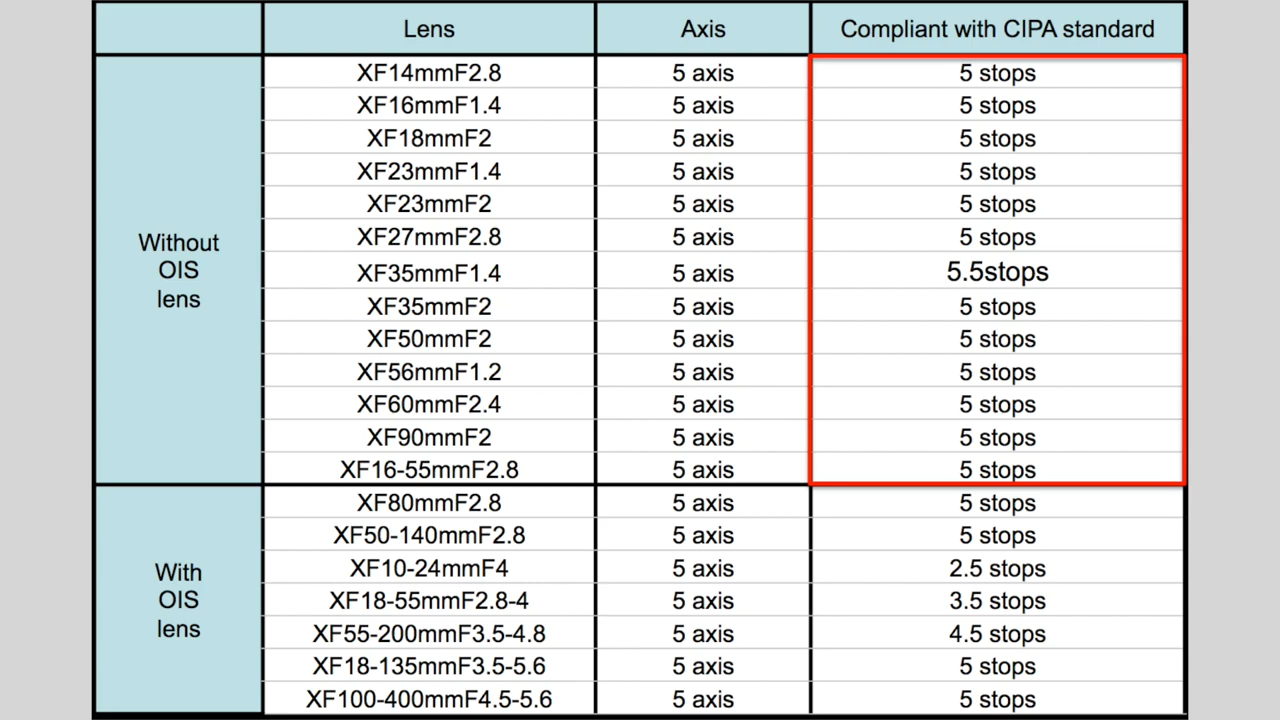 Lens Axis Compliant with CIPA standard
Without
OIS
lens
XF14mmF2.8 5 axis 5 stops
XF16mmF1.4 5 axis 5 stops
XF18mmF2 5 axis 5 stops
XF23mmF1.4 5 axis 5 stops
XF23mmF2 5 axis 5 stops
XF27mmF2.8 5 axis 5 stops
XF35mmF1.4 5 axis 5.5stops
XF35mmF2 5 axis 5 stops
XF50mmF2 5 axis 5 stops
XF56mmF1.2 5 axis 5 stops
XF60mmF2.4 5 axis 5 stops
XF90mmF2 5 axis 5 stops
XF16-55mmF2.8 5 axis 5 stops
With
OIS
lens
XF80mmF2.8 5 axis 5 stops
XF50-140mmF2.8 5 axis 5 stops
XF10-24mmF4 5 axis 2.5 stops
XF18-55mmF2.8-4 5 axis 3.5 stops
XF55-200mmF3.5-4.8 5 axis 4.5 stops
XF18-135mmF3.5-5.6 5 axis 5 stops
XF100-400mmF4.5-5.6 5 axis 5 stops